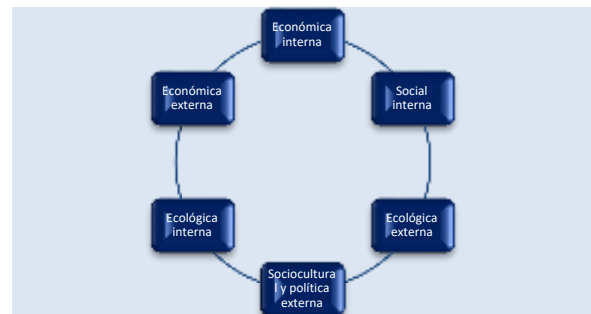 Económica
interna
Económica
externa
Social
interna
Ecológica
interna
Ecológica
externa
Sociocultura
l y política
externa